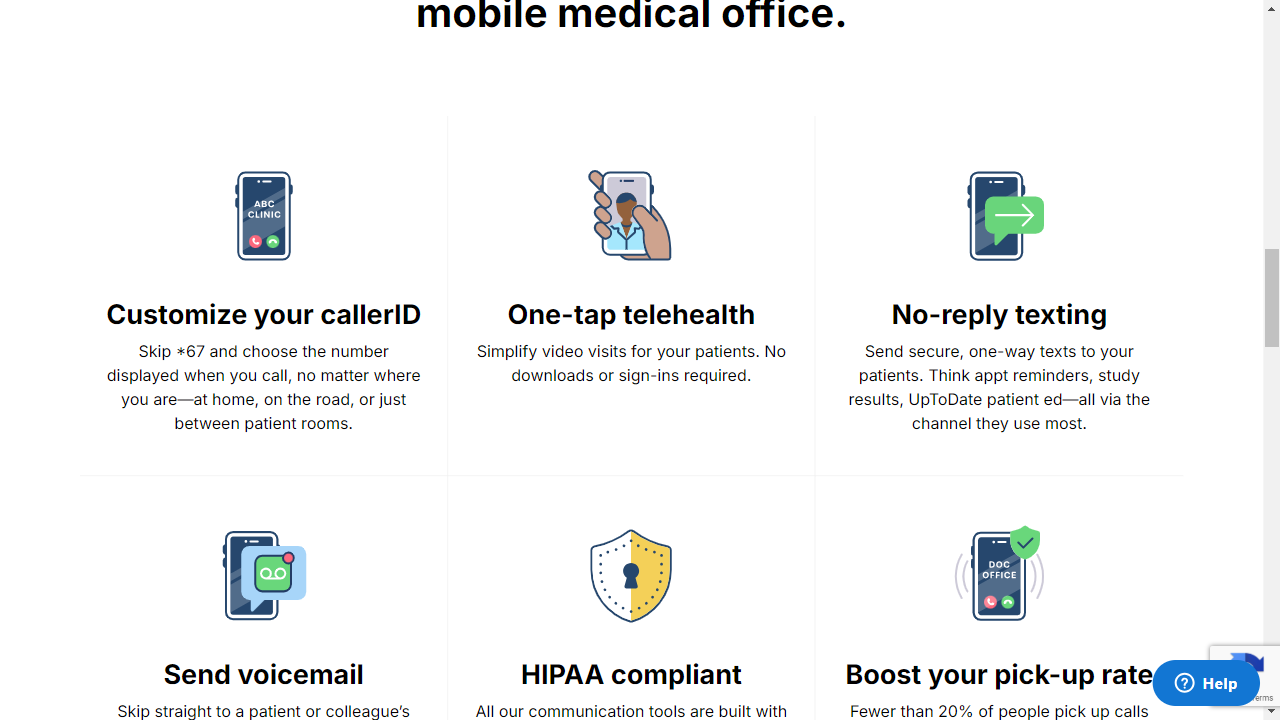 mobile medical office.
ABC
CLINIC
Customize your callerID
Skip *67 and choose the number
displayed when you call, no matter where
you are—at home, on the road, or just
between patient rooms.
One-tap telehealth
Simplify video visits for your patients. No
downloads or sign-ins required.
No-reply texting
Send secure, one-way texts to your
patients. Think appt reminders, study
results, UpToDate patient ed—all via the
channel they use most.
Send voicemail
Skip straight to a patient or colleague’s
HIPAA compliant
All our communication tools are built with
DOC
OFFICE
Boost your pick-up rate
Fewer than 20% of people pick up calls
Help